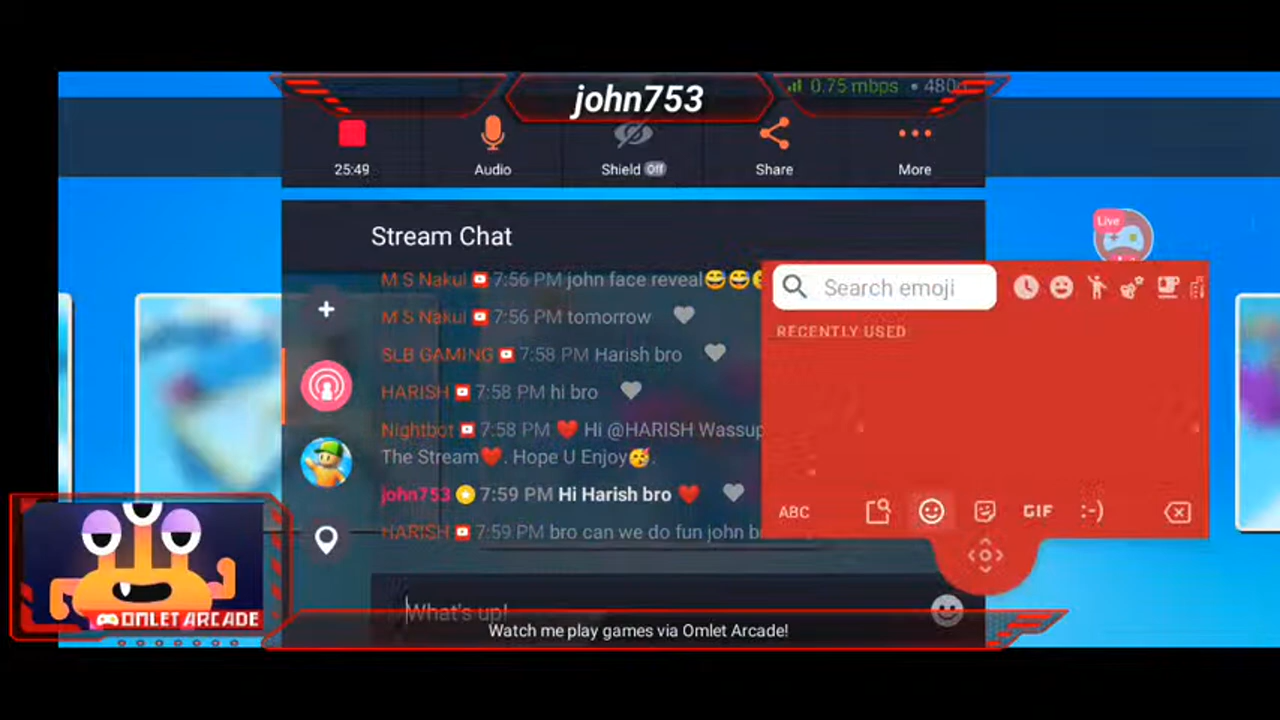 john753
0.75 mbps • 480p
25:49
Audio
Shield Off
Share
More
Stream Chat
Live
M S Nakul 7:56 PM john face reveal😅😅
M S Nakul 7:56 PM tomorrow
SLB GAMING 7:58 PM Harish bro
HARISH 7:58 PM hi bro
Nightbot 7:58 PM ❤️ Hi @HARISH Wassup
The Stream❤️. Hope U Enjoy🥳.
john753 7:59 PM Hi Harish bro ❤️
HARISH 7:59 PM bro can we do fun john
Search emoji
RECENTLY USED
ABC
GIF
:-)
What's up!
OMLET ARCADE
Watch me play games via Omlet Arcade!